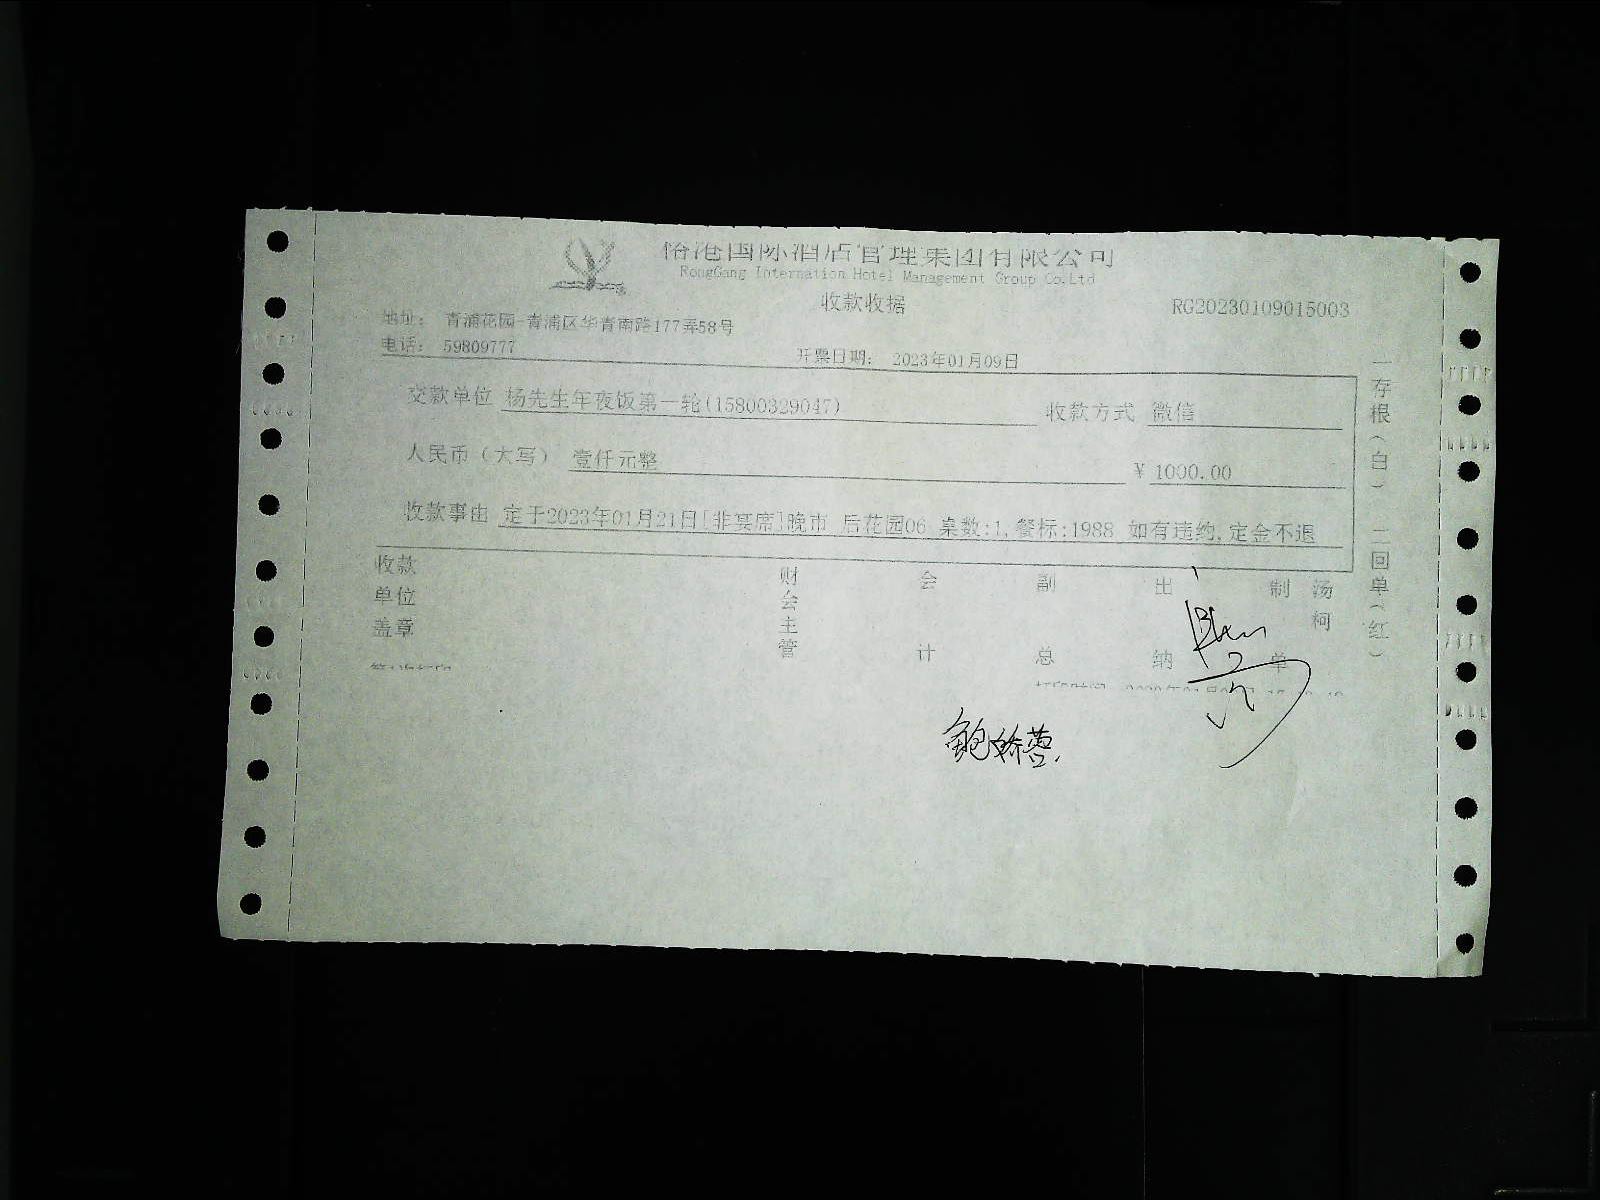 国际酒店管理集团有限公司
RongGang Internation Hotel Management Group Co.Ltd
收款收据
RG20230109015003
地址： 青浦花园-青浦区华青南路177弄58号
电话： 59809777
开票日期： 2023年01月09日
交款单位 杨先生年夜饭第一轮(15800329047)
收款方式 微信
人民币（大写） 壹仟元整
¥ 1000.00
收款事由 定于2023年01月21日[非宴席]晚市 后花园06 桌数:1,餐标:1988 如有违约,定金不退
收款单位盖章
财会主管
会计
副总
出纳
制单
汤柯
一存根（白） 二回单（红）
鲍娇蓉